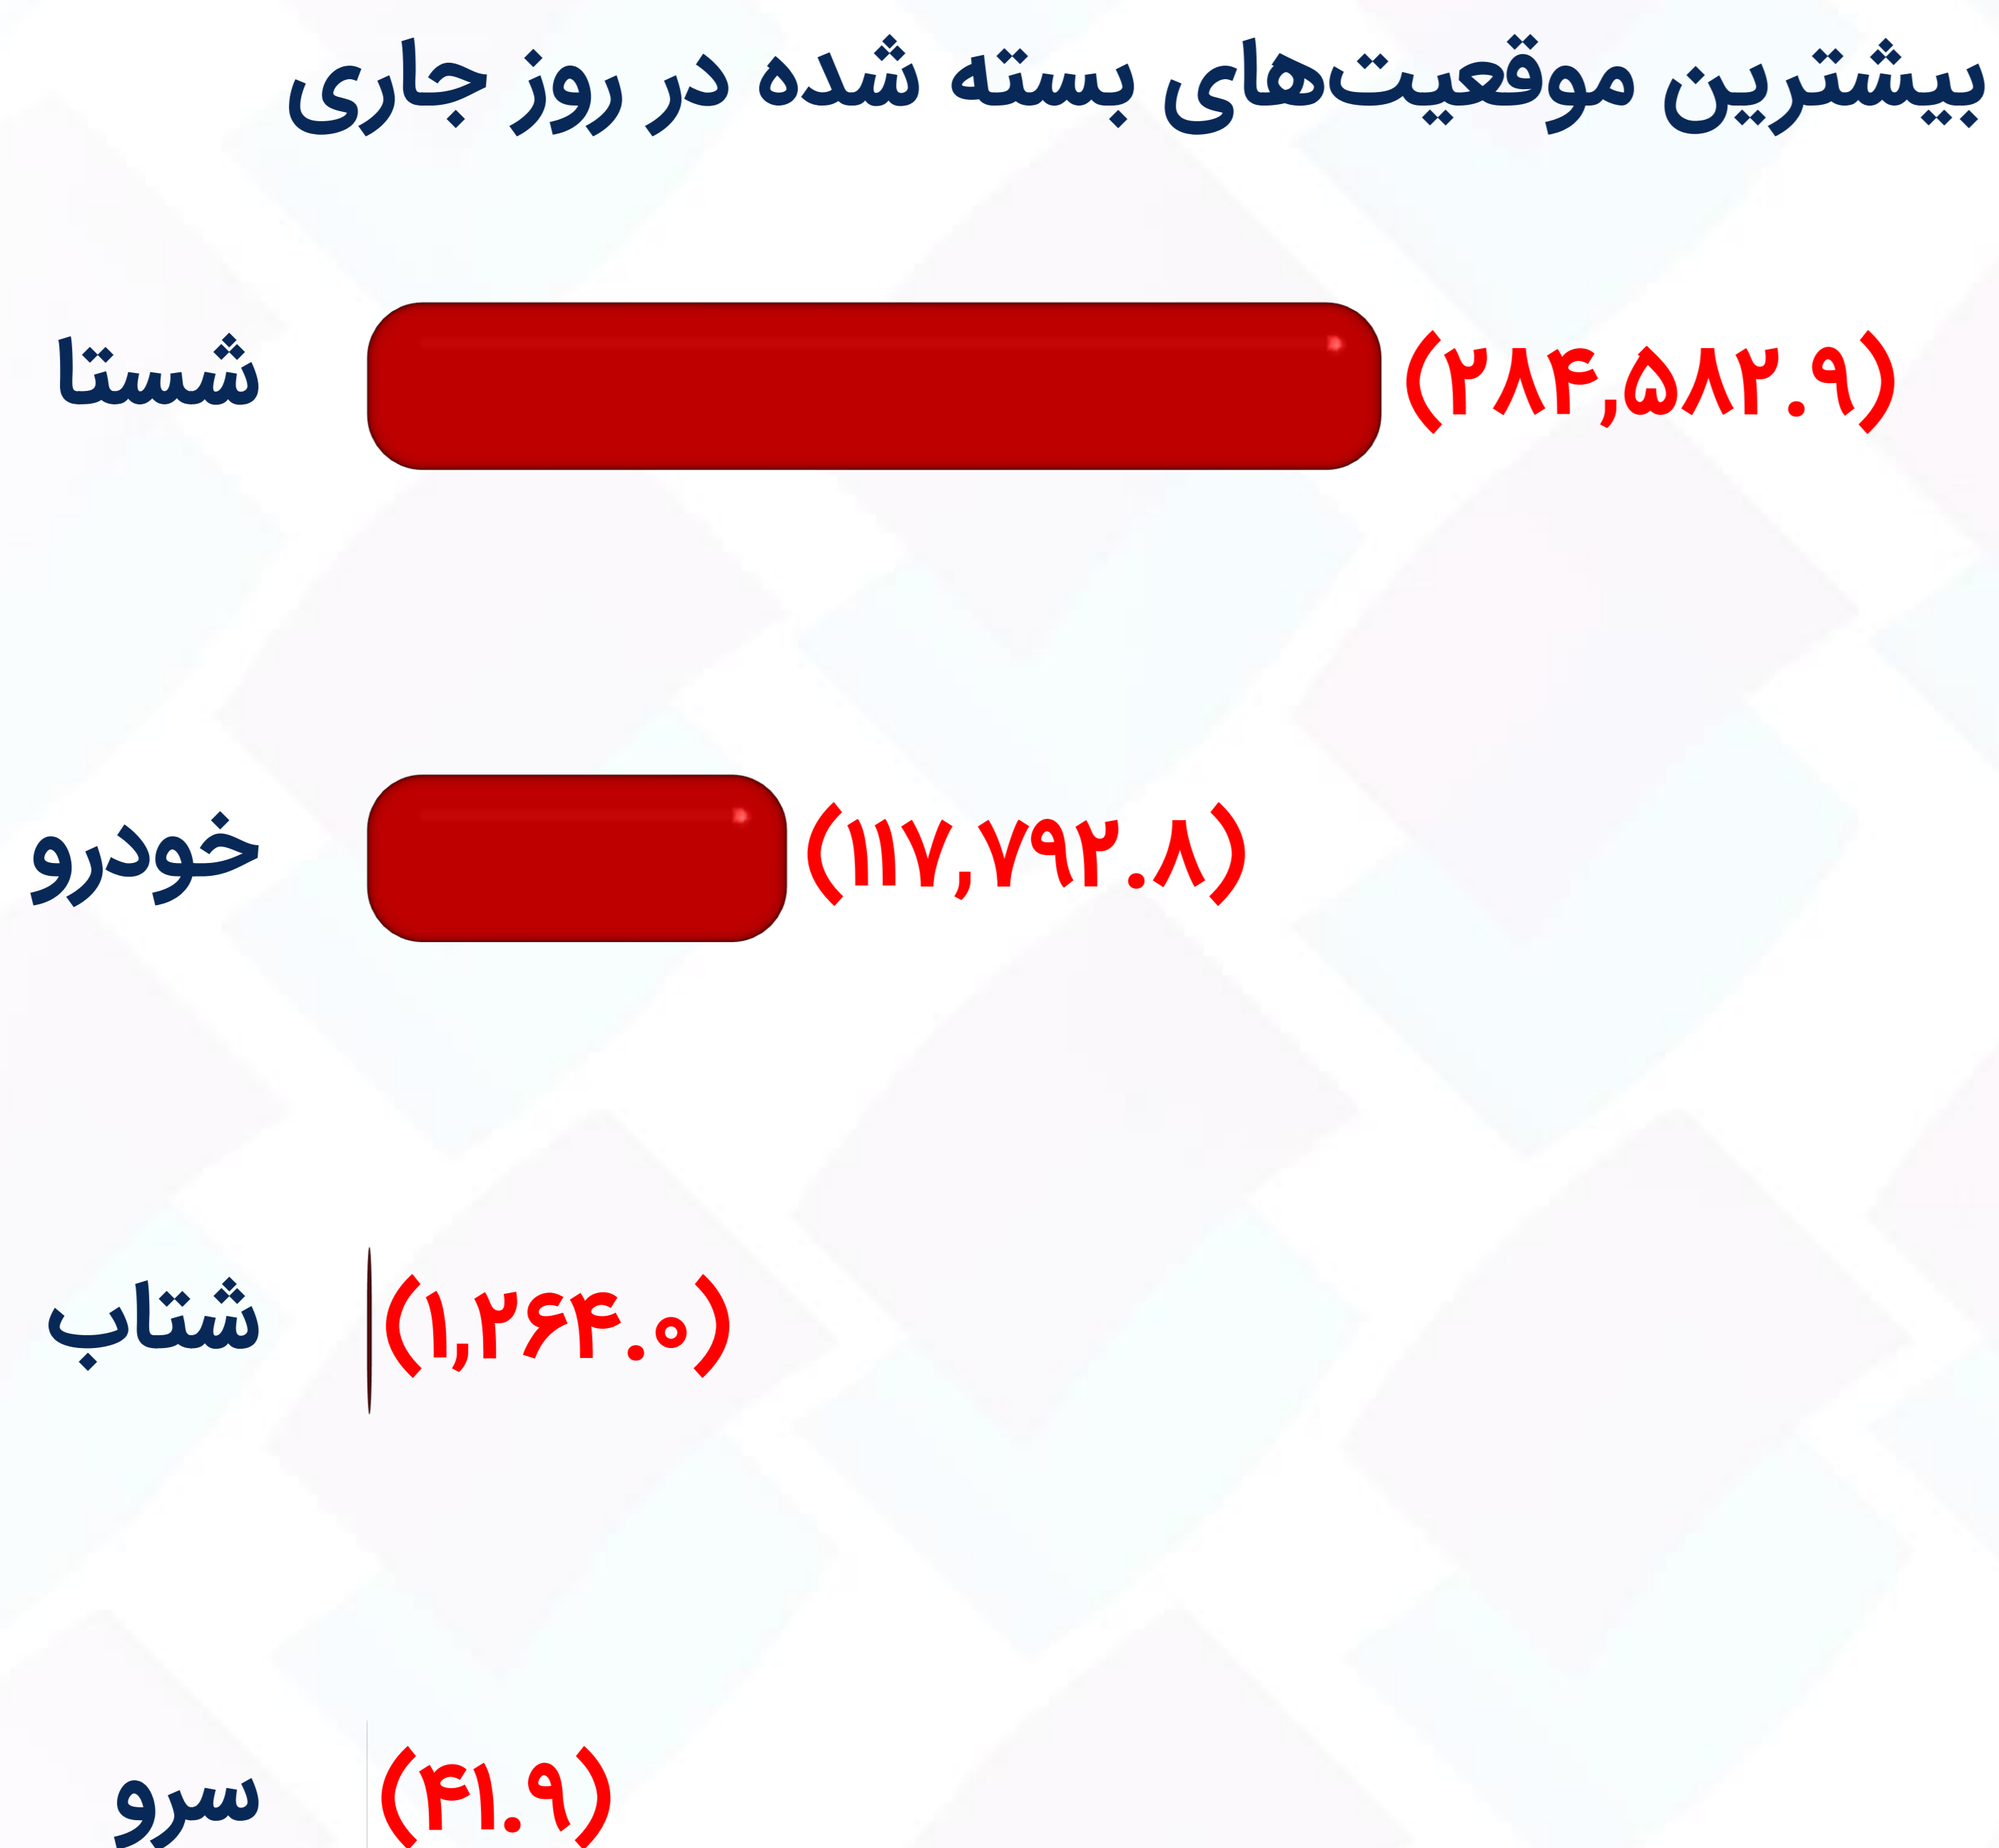 بیشترین موقعیت‌های بسته شده در روز جاری
شستا (۲۸۴,۵۸۲.۹)
خودرو (۱۱۷,۷۹۲.۸)
شتاب (۱,۲۶۴.۰)
سرو (۴۱.۹)